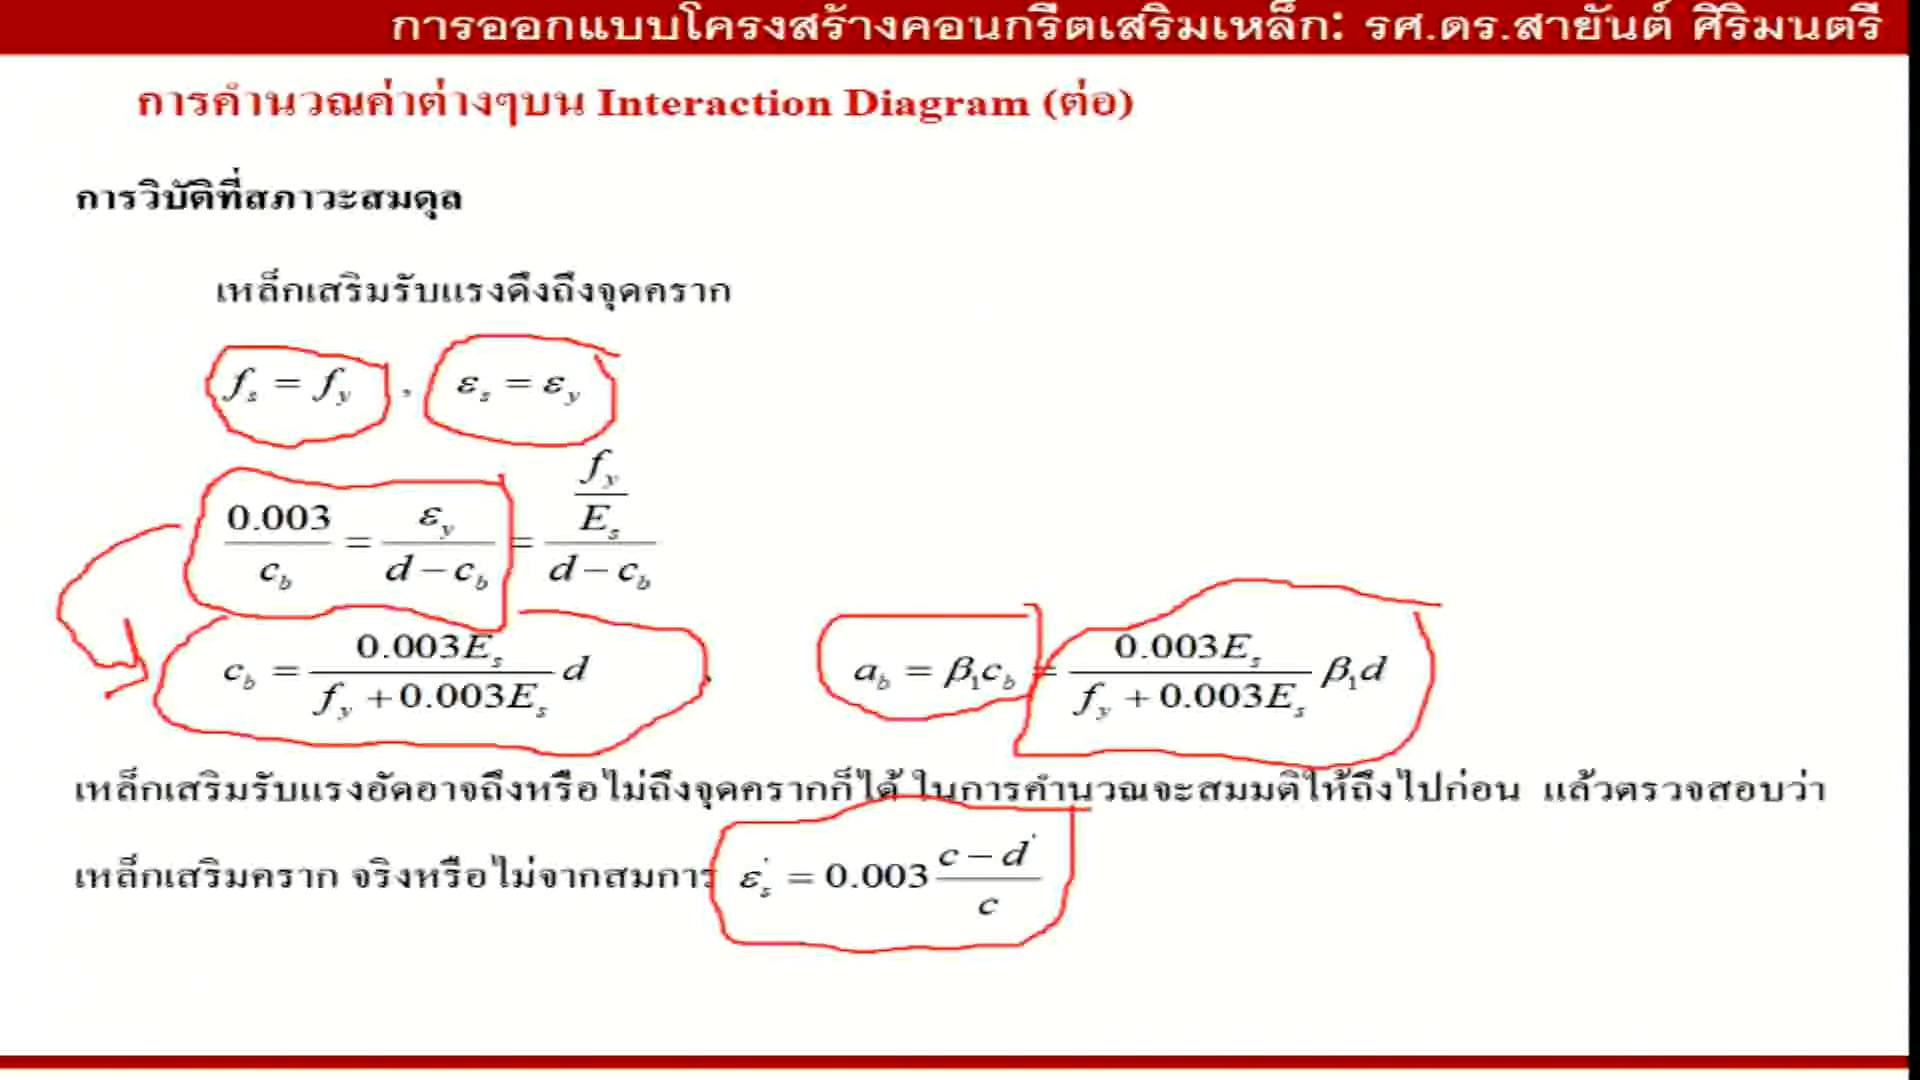 การออกแบบโครงสร้างคอนกรีตเสริมเหล็ก: รศ.ดร.สายันต์ ศิริมนตรี
การคำนวณค่าต่างๆบน Interaction Diagram (ต่อ)
การวิบัติที่สภาวะสมดุล
เหล็กเสริมรับแรงดึงถึงจุดคราก
f_s = f_y , ε_s = ε_y
0.003/c_b = ε_y/(d − c_b) = (f_y/E_s)/(d − c_b)
c_b = 0.003E_s/(f_y + 0.003E_s) d , a_b = β_1c_b = 0.003E_s/(f_y + 0.003E_s) β_1d
เหล็กเสริมรับแรงอัดอาจถึงหรือไม่ถึงจุดครากก็ได้ ในการคำนวณจะสมมติให้ถึงไปก่อน แล้วตรวจสอบว่า
เหล็กเสริมคราก จริงหรือไม่จากสมการ ε'_s = 0.003 (c − d')/c